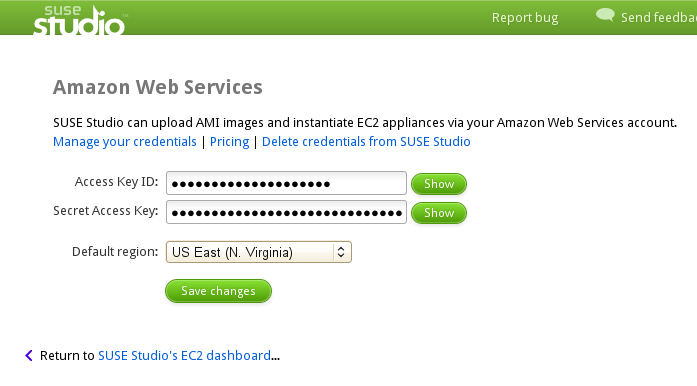 suse
studio
Report bug
Send feedba
Amazon Web Services
SUSE Studio can upload AMI images and instantiate EC2 appliances via your Amazon Web Services account.
Manage your credentials | Pricing | Delete credentials from SUSE Studio
Access Key ID: ●●●●●●●●●●●●●●●●●●●● Show
Secret Access Key: ●●●●●●●●●●●●●●●●●●●●●●●●●●●●● Show
Default region: US East (N. Virginia)
Save changes
Return to SUSE Studio's EC2 dashboard...